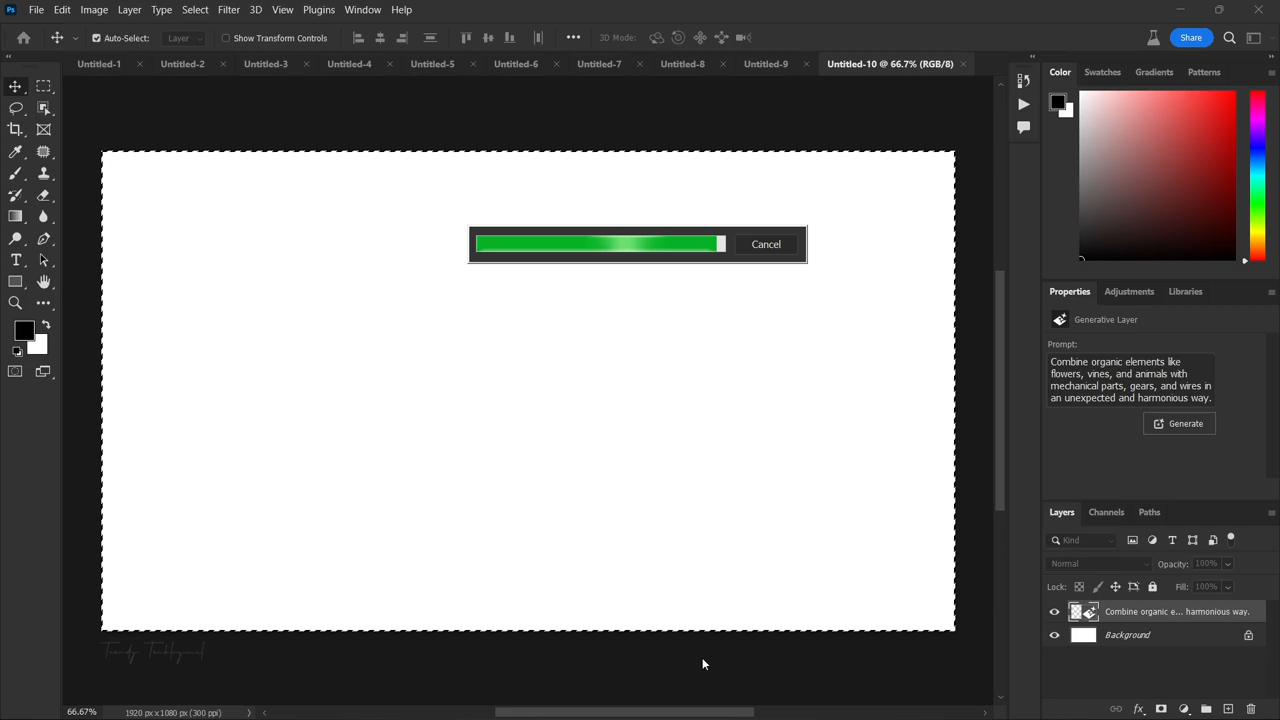 Ps File Edit Image Layer Type Select Filter 3D View Plugins Window Help
Auto-Select: Layer Show Transform Controls 3D Mode: Share
Untitled-1 Untitled-2 Untitled-3 Untitled-4 Untitled-5 Untitled-6 Untitled-7 Untitled-8 Untitled-9 Untitled-10 @ 66.7% (RGB/8)
Color Swatches Gradients Patterns
Cancel
Properties Adjustments Libraries
Generative Layer
Prompt:
Combine organic elements like
flowers, vines, and animals with
mechanical parts, gears, and wires in
an unexpected and harmonious way.
Generate
Layers Channels Paths
Kind
Normal Opacity: 100%
Lock: Fill: 100%
Combine organic e... harmonious way.
Background
66.67% 1920 px x 1080 px (300 ppi)